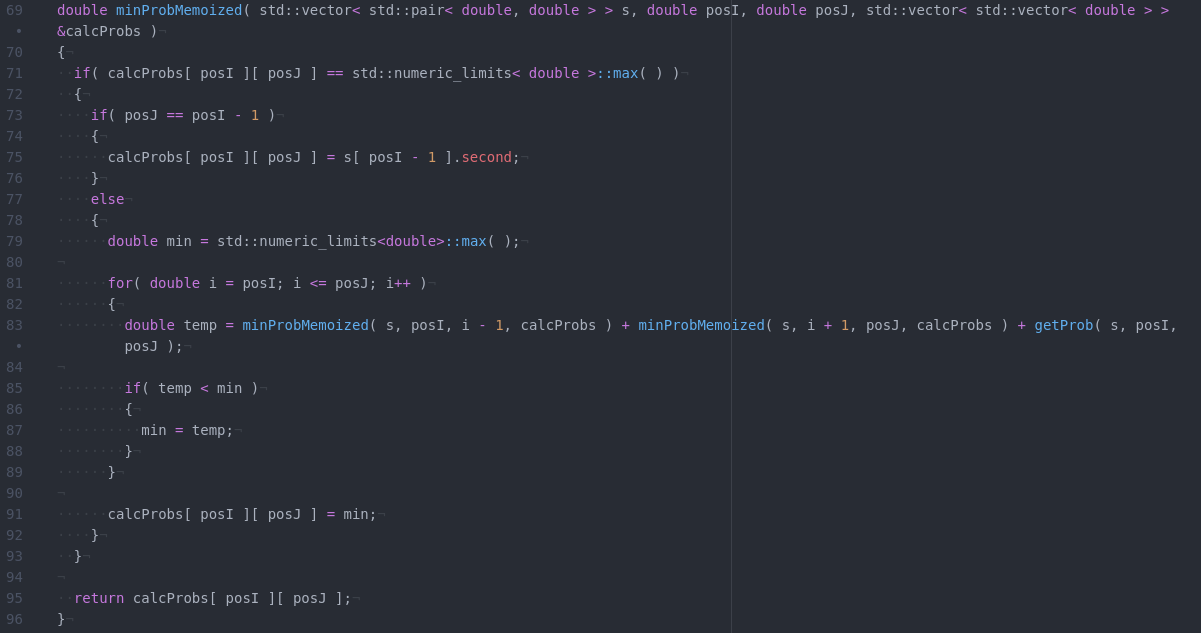 69 double minProbMemoized( std::vector< std::pair< double, double > > s, double posI, double posJ, std::vector< std::vector< double > >
• &calcProbs )¬
70 {¬
71 ··if( calcProbs[ posI ][ posJ ] == std::numeric_limits< double >::max( ) )¬
72 ··{¬
73 ····if( posJ == posI - 1 )¬
74 ····{¬
75 ······calcProbs[ posI ][ posJ ] = s[ posI - 1 ].second;¬
76 ····}¬
77 ····else¬
78 ····{¬
79 ······double min = std::numeric_limits<double>::max( );¬
80 ¬
81 ······for( double i = posI; i <= posJ; i++ )¬
82 ······{¬
83 ········double temp = minProbMemoized( s, posI, i - 1, calcProbs ) + minProbMemoized( s, i + 1, posJ, calcProbs ) + getProb( s, posI,
• posJ );¬
84 ¬
85 ········if( temp < min )¬
86 ········{¬
87 ··········min = temp;¬
88 ········}¬
89 ······}¬
90 ¬
91 ······calcProbs[ posI ][ posJ ] = min;¬
92 ····}¬
93 ··}¬
94 ¬
95 ··return calcProbs[ posI ][ posJ ];¬
96 }¬